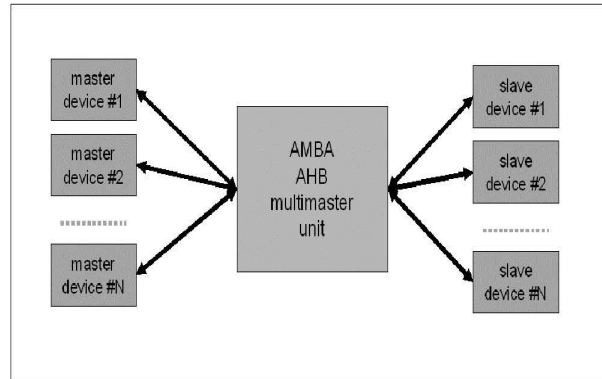 master
device #1
master
device #2
master
device #N
AMBA
AHB
multimaster
unit
slave
device #1
slave
device #2
slave
device #N